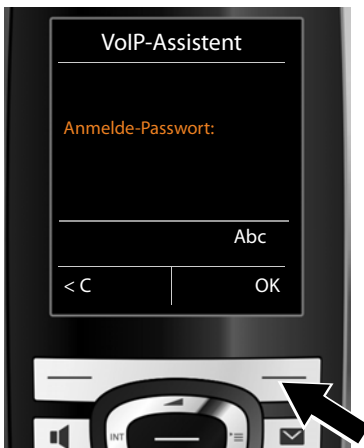 VoIP-Assistent
Anmelde-Passwort:
Abc
< C
OK
INT